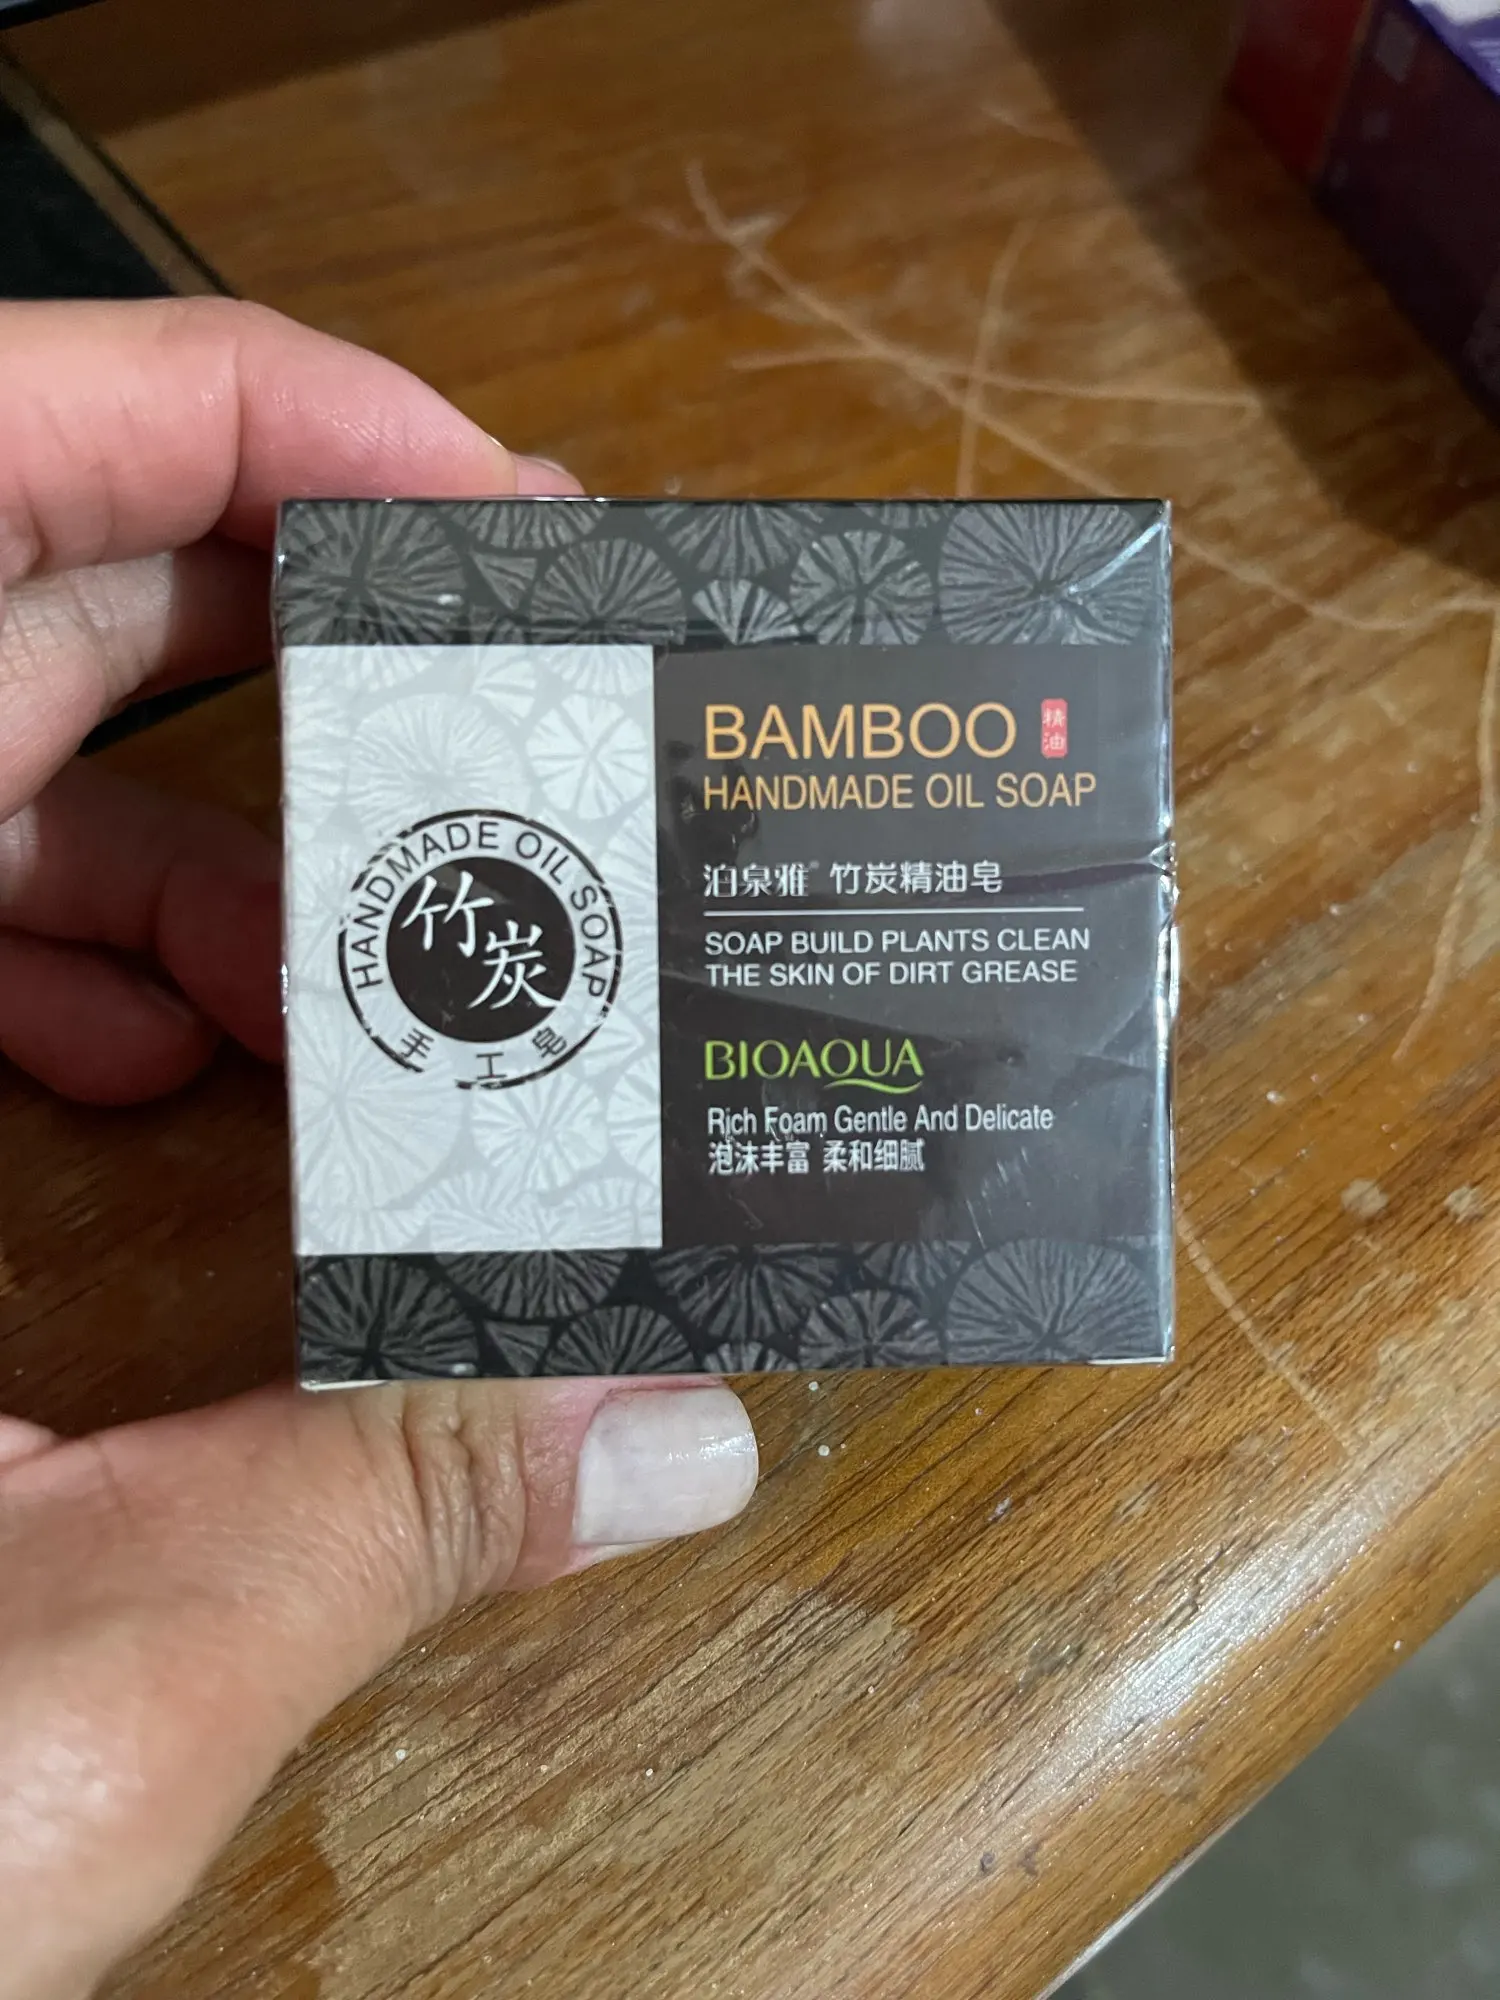 BAMBOO 精油
HANDMADE OIL SOAP
泊泉雅® 竹炭精油皂
SOAP BUILD PLANTS CLEAN
THE SKIN OF DIRT GREASE
BIOAQUA
Rich Foam Gentle And Delicate
泡沫丰富 柔和细腻
HANDMADE OIL SOAP
竹炭
手工皂